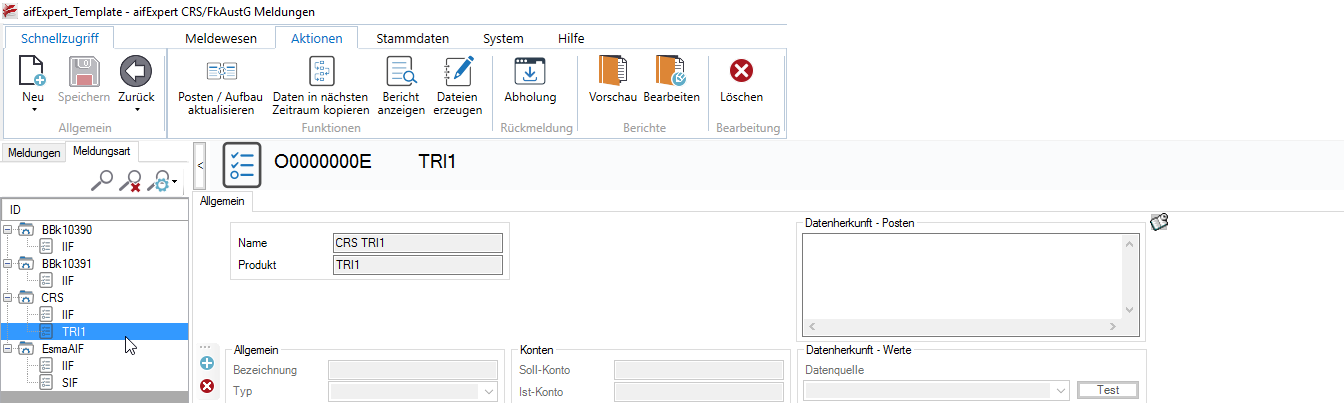 aifExpert_Template - aifExpert CRS/FkAustG Meldungen
Schnellzugriff Meldewesen Aktionen Stammdaten System Hilfe
Neu Speichern Zurück Posten / Aufbau aktualisieren Daten in nächsten Zeitraum kopieren Bericht anzeigen Dateien erzeugen Abholung Vorschau Bearbeiten Löschen
Allgemein Funktionen Rückmeldung Berichte Bearbeitung
Meldungen Meldungsart
< O0000000E TRI1
Allgemein
ID
BBk10390
IIF
BBk10391
IIF
CRS
IIF
TRI1
EsmaAIF
IIF
SIF
Name CRS TRI1
Produkt TRI1
Datenherkunft - Posten
Allgemein Konten Datenherkunft - Werte
Bezeichnung Soll-Konto Datenquelle
Typ Ist-Konto Test